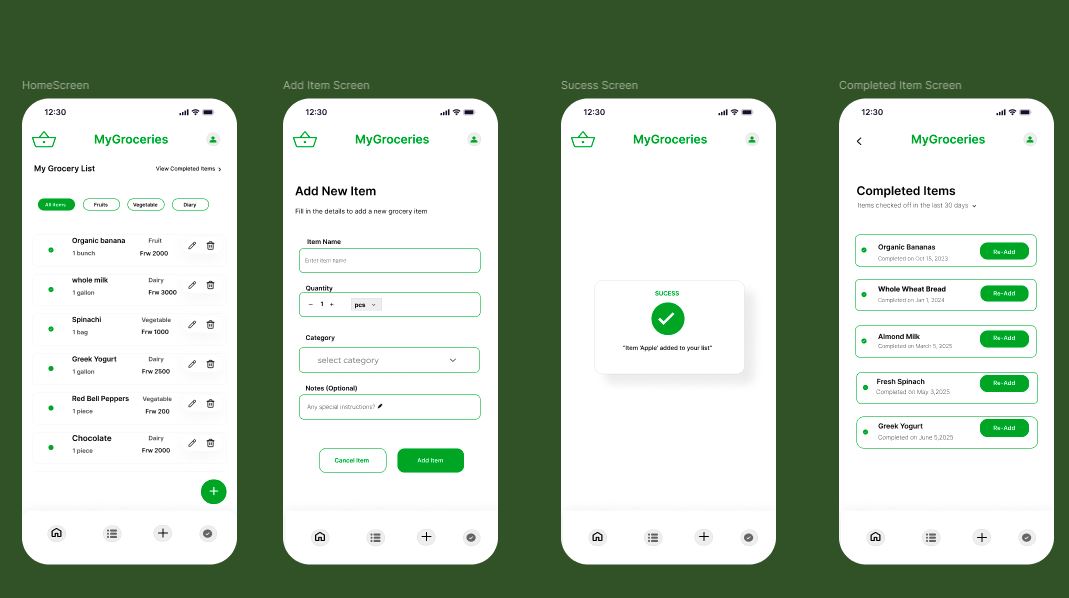 HomeScreen
12:30
MyGroceries
My Grocery List
View Completed Items >
All Items
Fruits
Vegetable
Diary
Organic banana
Fruit
1 bunch
Frw 2000
whole milk
Dairy
1 gallon
Frw 3000
Spinachi
Vegetable
1 bag
Frw 1000
Greek Yogurt
Dairy
1 gallon
Frw 2500
Red Bell Peppers
Vegatable
1 piece
Frw 200
Chocolate
Dairy
1 piece
Frw 2000
+
Add Item Screen
12:30
MyGroceries
Add New Item
Fill in the details to add a new grocery item
Item Name
Enter item name
Quantity
− 1 +
pcs
Category
select category
Notes (Optional)
Any special instructions?
Cancel Item
Add Item
Sucess Screen
12:30
MyGroceries
SUCESS
"Item 'Apple' added to your list"
Completed Item Screen
12:30
MyGroceries
Completed Items
Items checked off in the last 30 days
Organic Bananas
Completed on Oct 15, 2023
Re-Add
Whole Wheat Bread
Completed on Jan 1, 2024
Re-Add
Almond Milk
Completed on March 5, 2025
Re-Add
Fresh Spinach
Completed on May 3,2025
Re-Add
Greek Yogurt
Completed on June 5,2025
Re-Add